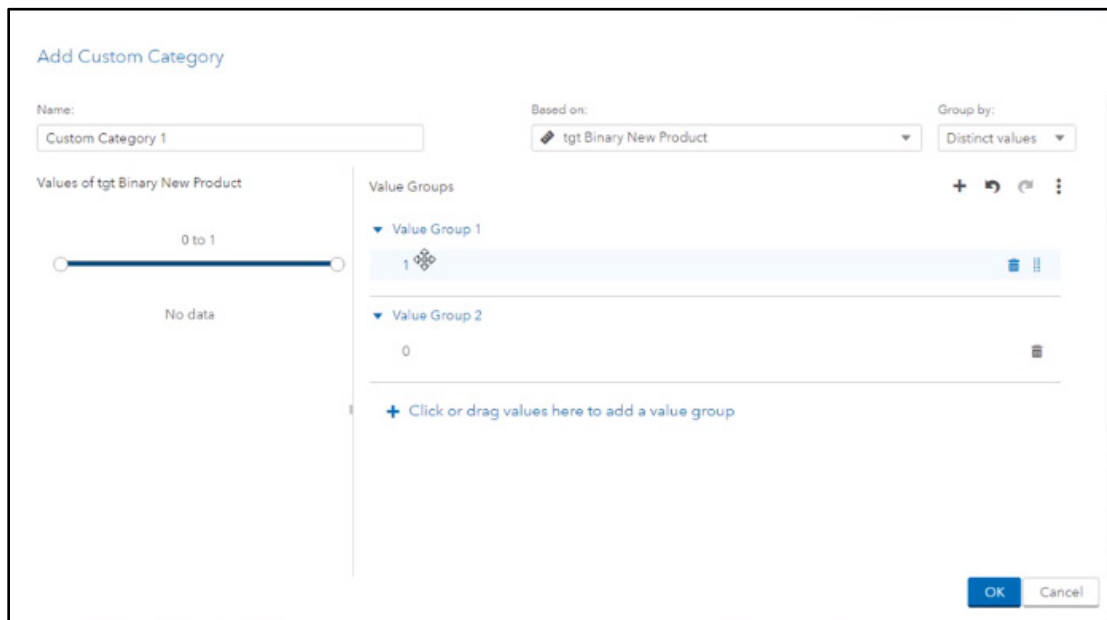 Add Custom Category
Name:
Based on:
Group by:
Custom Category 1
tgt Binary New Product
Distinct values
Values of tgt Binary New Product
Value Groups
0 to 1
No data
Value Group 1
1
Value Group 2
0
+ Click or drag values here to add a value group
OK
Cancel